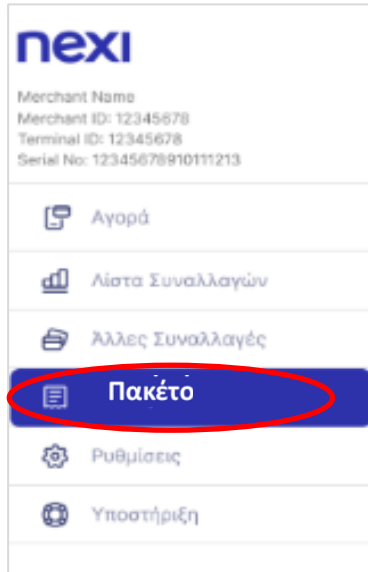 nexi
Merchant Name
Merchant ID: 12345678
Terminal ID: 12345678
Serial No: 12345678910111213
Αγορά
Λίστα Συναλλαγών
Άλλες Συναλλαγές
Πακέτο
Ρυθμίσεις
Υποστήριξη